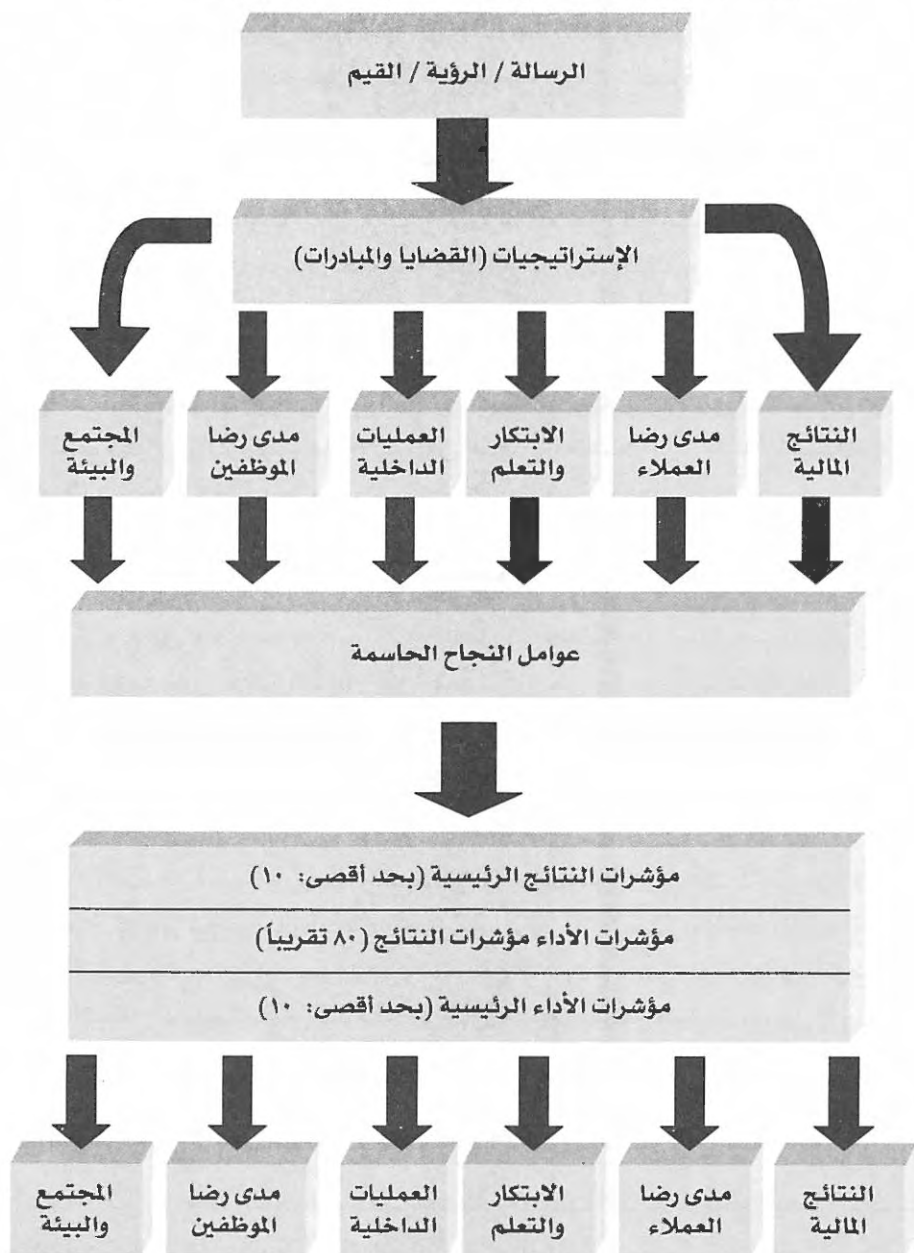 الرسالة / الرؤية / القيم
الإستراتيجيات (القضايا والمبادرات)
النتائج
المالية
مدى رضا
العملاء
الابتكار
والتعلم
العمليات
الداخلية
مدى رضا
الموظفين
المجتمع
والبيئة
عوامل النجاح الحاسمة
مؤشرات النتائج الرئيسية (بحد أقصى: ١٠)
مؤشرات الأداء مؤشرات النتائج (٨٠ تقريباً)
مؤشرات الأداء الرئيسية (بحد أقصى: ١٠)
النتائج
المالية
مدى رضا
العملاء
الابتكار
والتعلم
العمليات
الداخلية
مدى رضا
الموظفين
المجتمع
والبيئة